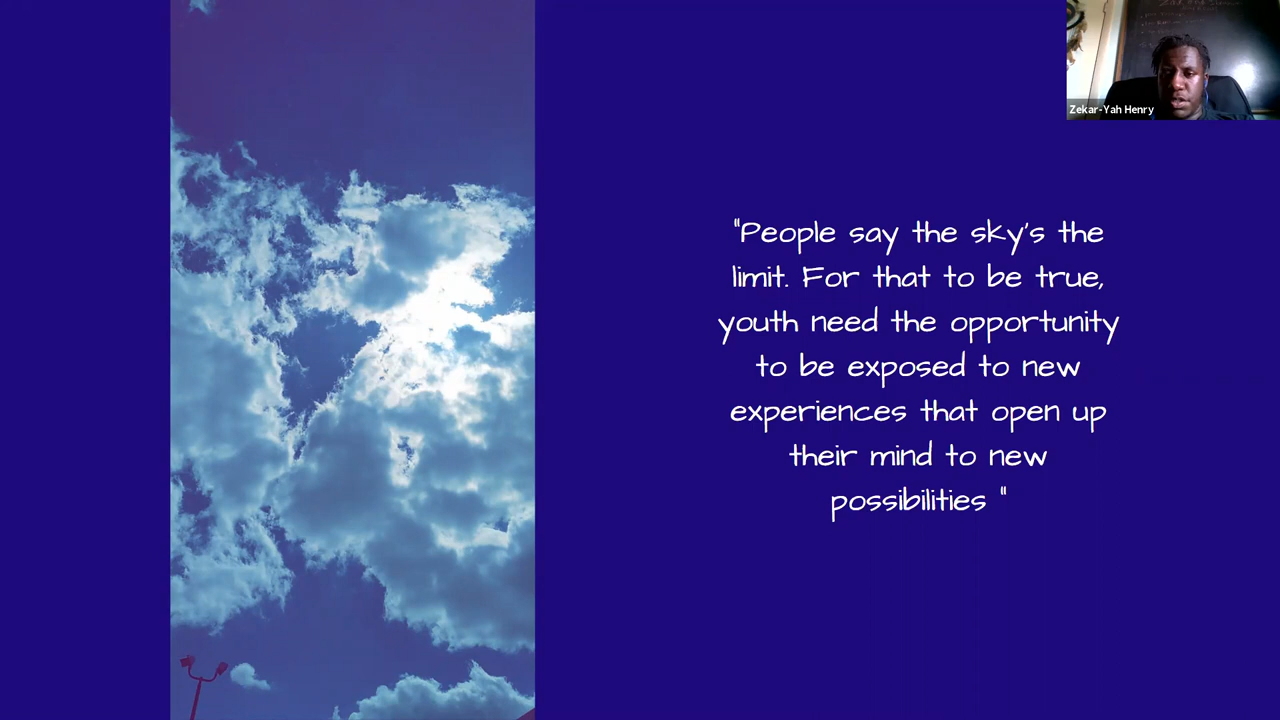 Zekar-Yah Henry
"People say the sky's the
limit. For that to be true,
youth need the opportunity
to be exposed to new
experiences that open up
their mind to new
possibilities "